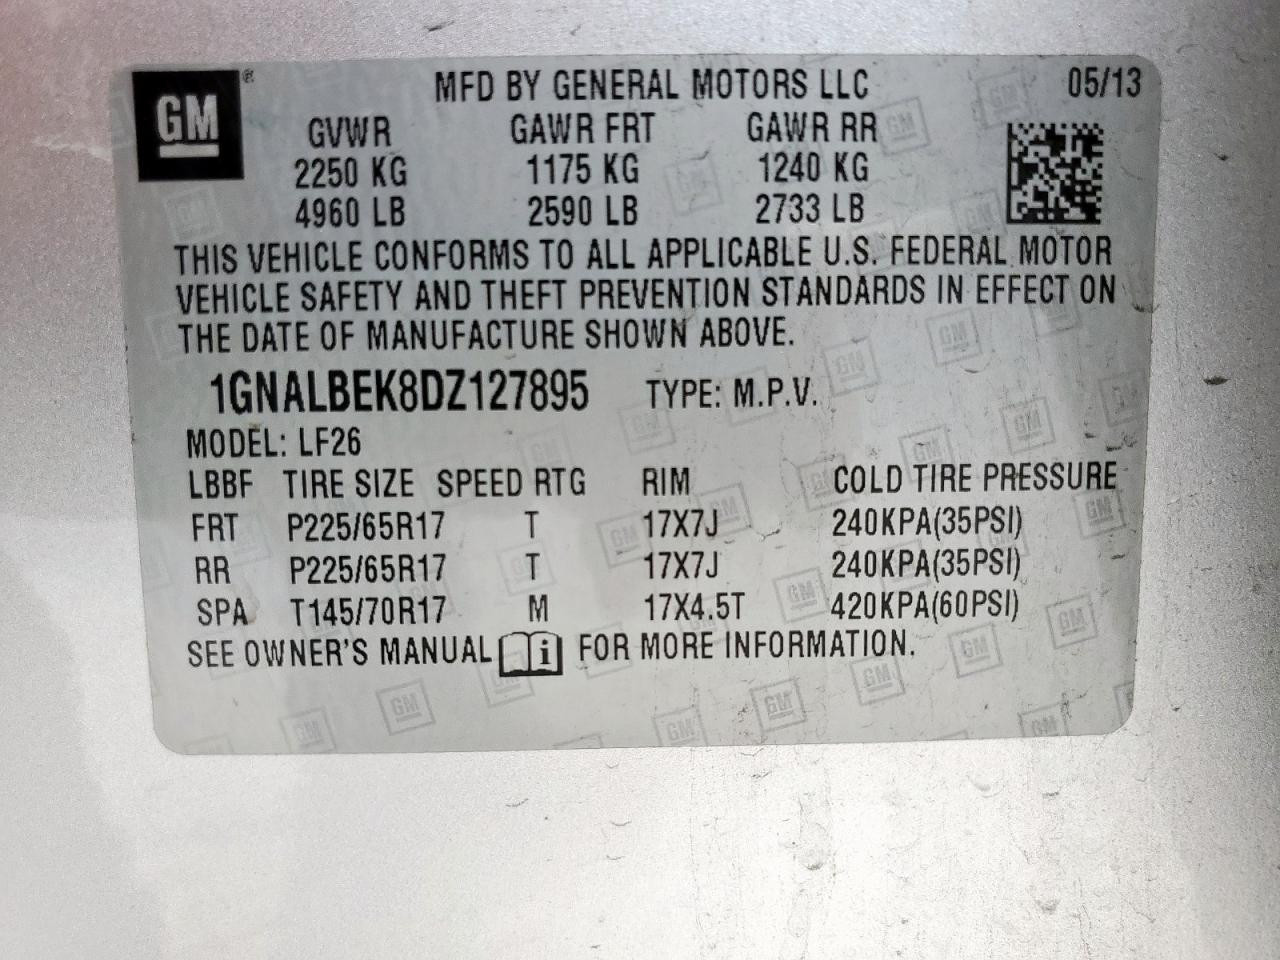 GM® MFD BY GENERAL MOTORS LLC 05/13
GVWR GAWR FRT GAWR RR
2250 KG 1175 KG 1240 KG
4960 LB 2590 LB 2733 LB
THIS VEHICLE CONFORMS TO ALL APPLICABLE U.S. FEDERAL MOTOR
VEHICLE SAFETY AND THEFT PREVENTION STANDARDS IN EFFECT ON
THE DATE OF MANUFACTURE SHOWN ABOVE.
1GNALBEK8DZ127895 TYPE: M.P.V.
MODEL: LF26
LBBF TIRE SIZE SPEED RTG RIM COLD TIRE PRESSURE
FRT P225/65R17 T 17X7J 240KPA(35PSI)
RR P225/65R17 T 17X7J 240KPA(35PSI)
SPA T145/70R17 M 17X4.5T 420KPA(60PSI)
SEE OWNER'S MANUAL i FOR MORE INFORMATION.